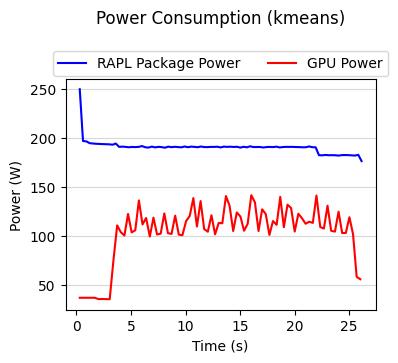 Power Consumption (kmeans)
RAPL Package Power
GPU Power
Power (W)
250
200
150
100
50
0
5
10
15
20
25
Time (s)